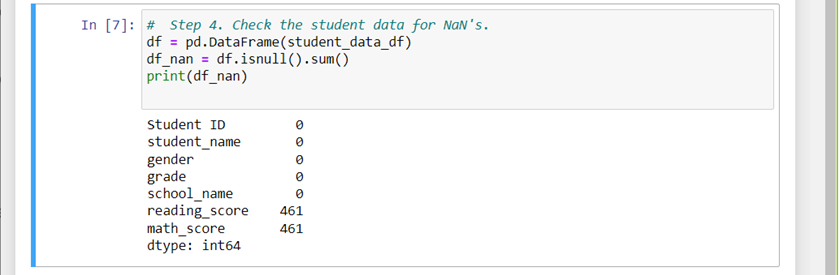 In [7]: # Step 4. Check the student data for NaN's.
df = pd.DataFrame(student_data_df)
df_nan = df.isnull().sum()
print(df_nan)
Student ID 0
student_name 0
gender 0
grade 0
school_name 0
reading_score 461
math_score 461
dtype: int64